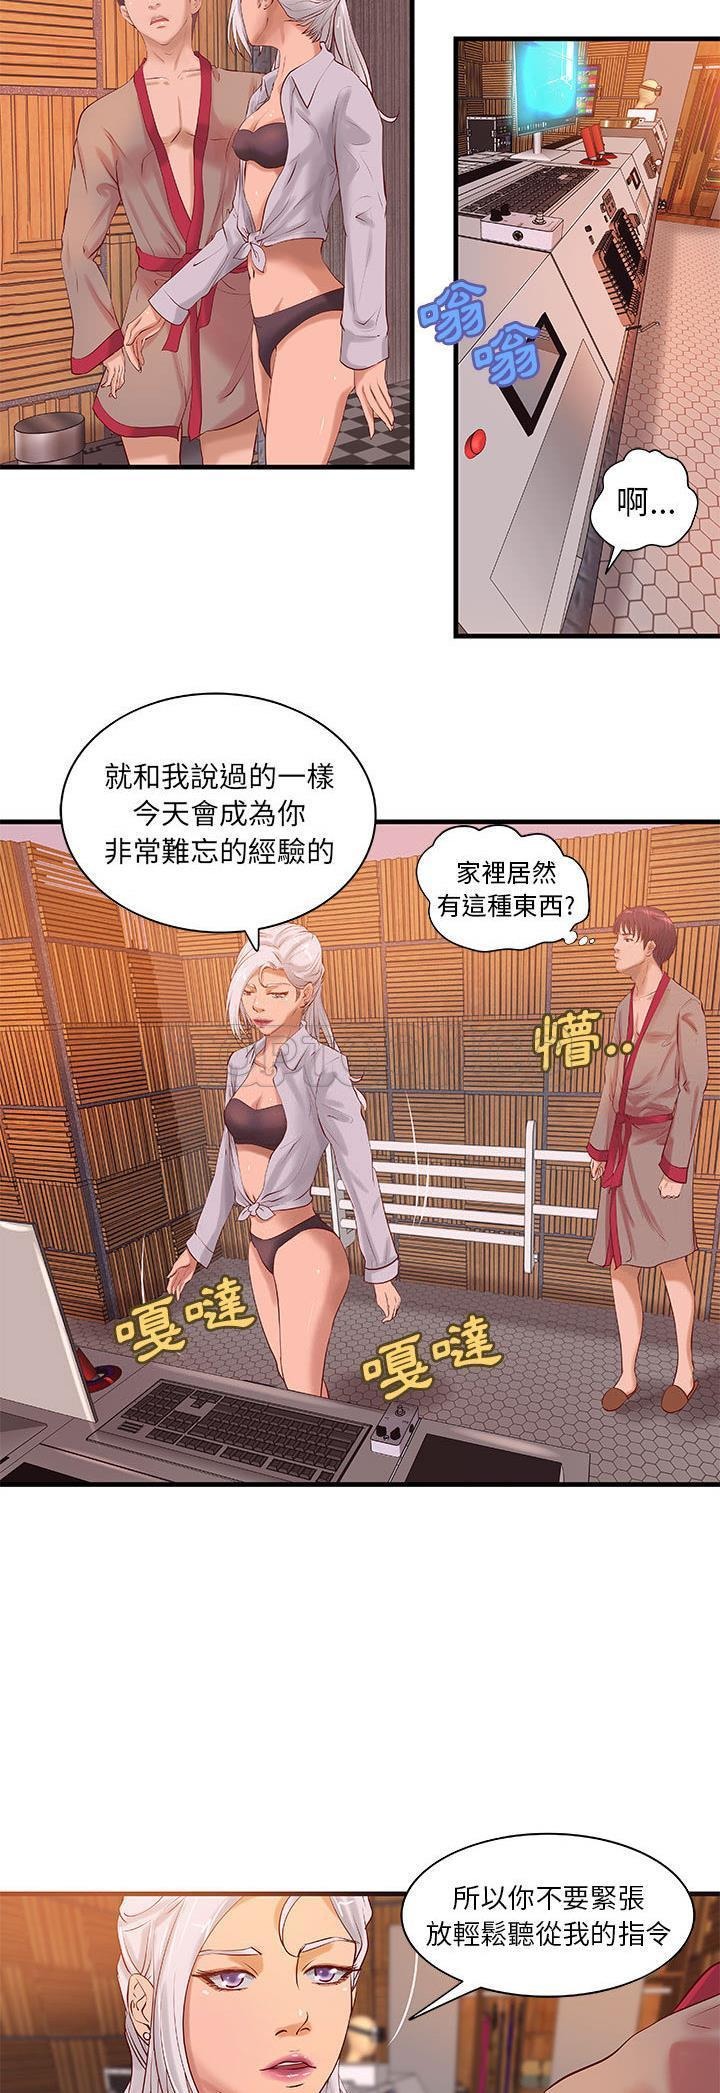 嗡
嗡
啊...
就和我說過的一樣
今天會成為你
非常難忘的經驗的
家裡居然
有這種東西?
懵..
嘎噠
嘎噠
所以你不要緊張
放輕鬆聽從我的指令